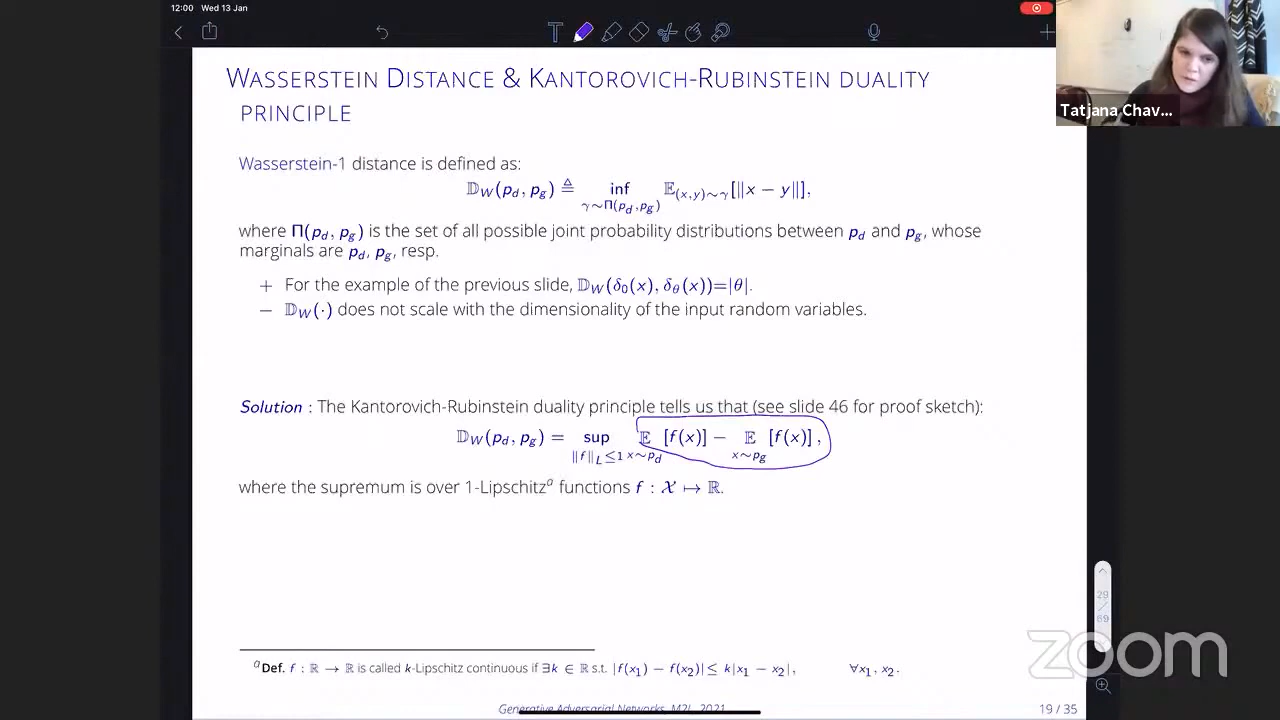 12:00 Wed 13 Jan
Tatjana Chav...
WASSERSTEIN DISTANCE & KANTOROVICH-RUBINSTEIN DUALITY
PRINCIPLE
Wasserstein-1 distance is defined as:
𝔻_W(p_d, p_g) ≜ inf_{γ∼Π(p_d,p_g)} 𝔼_{(x,y)∼γ}[‖x − y‖],
where Π(p_d, p_g) is the set of all possible joint probability distributions between p_d and p_g, whose
marginals are p_d, p_g, resp.
+ For the example of the previous slide, 𝔻_W(δ_0(x), δ_θ(x))=|θ|.
− 𝔻_W(·) does not scale with the dimensionality of the input random variables.
Solution : The Kantorovich-Rubinstein duality principle tells us that (see slide 46 for proof sketch):
𝔻_W(p_d, p_g) = sup_{‖f‖_L≤1} 𝔼_{x∼p_d}[f(x)] − 𝔼_{x∼p_g}[f(x)],
where the supremum is over 1-Lipschitz^a functions f : 𝒳 ↦ ℝ.
29
/
69
zoom
^a Def. f : ℝ → ℝ is called k-Lipschitz continuous if ∃k ∈ ℝ s.t. |f(x_1) − f(x_2)| ≤ k|x_1 − x_2|, ∀x_1, x_2.
Generative Adversarial Networks, M2L, 2021
19 / 35